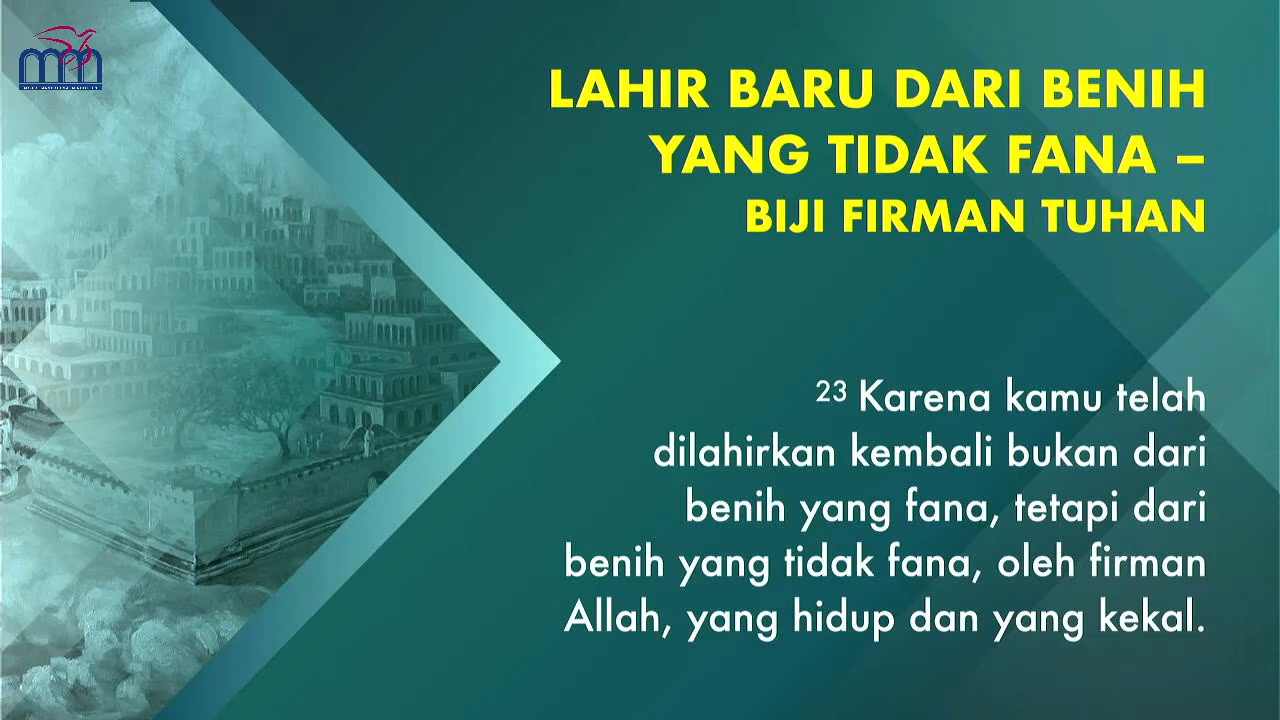 LAHIR BARU DARI BENIH
YANG TIDAK FANA –
BIJI FIRMAN TUHAN
23 Karena kamu telah
dilahirkan kembali bukan dari
benih yang fana, tetapi dari
benih yang tidak fana, oleh firman
Allah, yang hidup dan yang kekal.